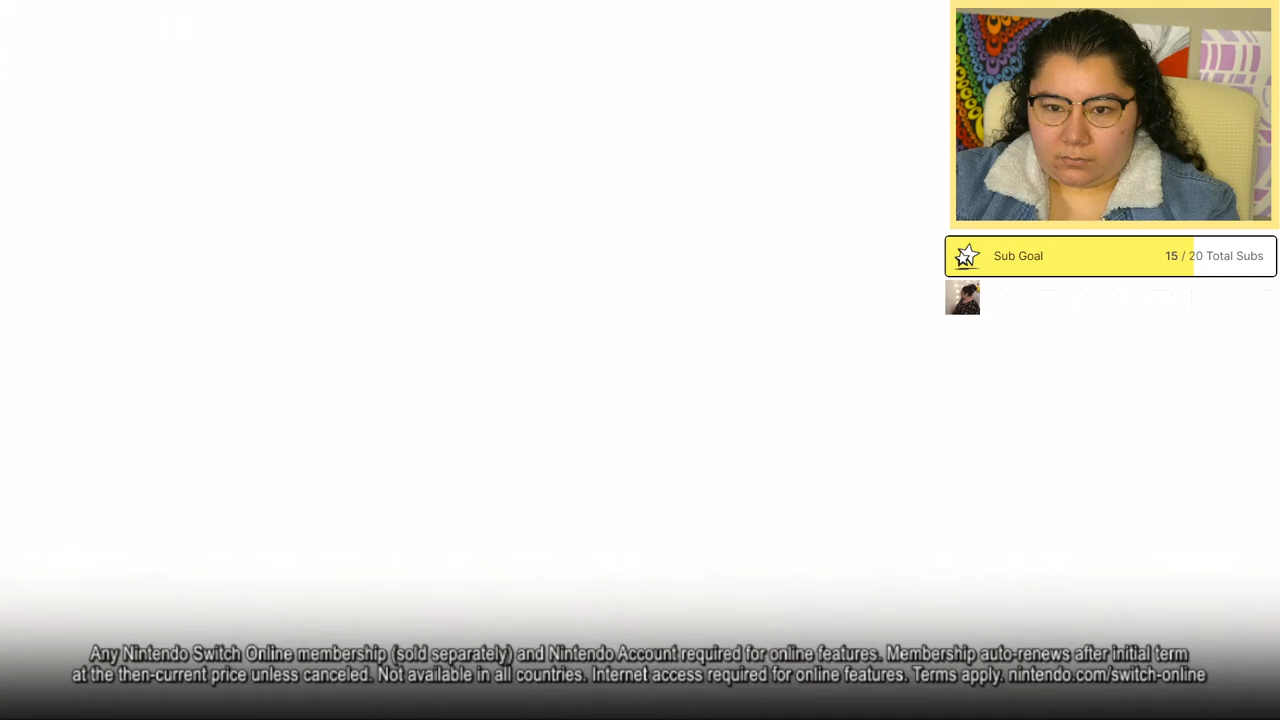 Sub Goal 15 / 20 Total Subs
Any Nintendo Switch Online membership (sold separately) and Nintendo Account required for online features. Membership auto-renews after initial term
at the then-current price unless canceled. Not available in all countries. Internet access required for online features. Terms apply. nintendo.com/switch-online